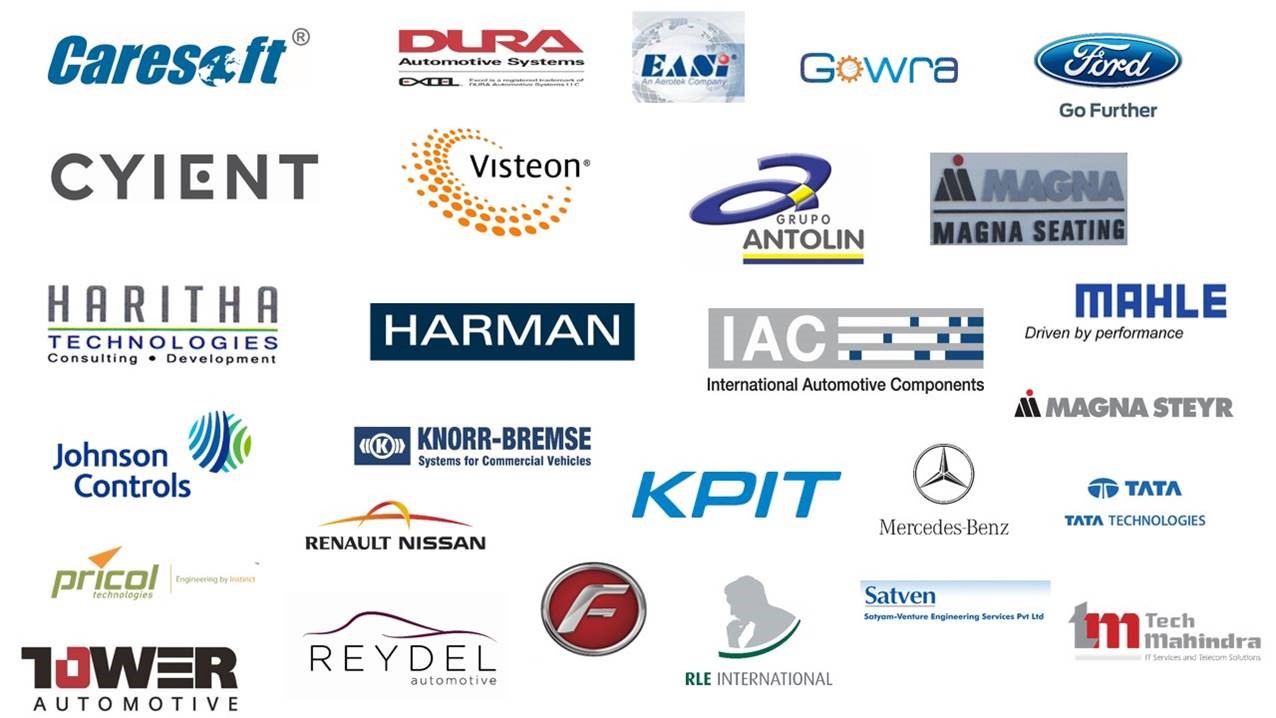 Caresoft®
DURA
Automotive Systems
EXCEL. Excel is a registered trademark of
DURA Automotive Systems LLC
EASi
An Aerotek Company
Gowra
Ford
Go Further
CYIENT
Visteon®
GRUPO
ANTOLIN
MAGNA
MAGNA SEATING
HARITHA
TECHNOLOGIES
Consulting • Development
HARMAN
IAC
International Automotive Components
MAHLE
Driven by performance
MAGNA STEYR
Johnson
Controls
K
KNORR-BREMSE
Systems for Commercial Vehicles
KPIT
Mercedes-Benz
TATA
TATA TECHNOLOGIES
RENAULT NISSAN
pricol
technologies
Engineering by Instinct™
F
REYDEL
automotive
RLE INTERNATIONAL
Satven
Satyam-Venture Engineering Services Pvt Ltd
tm
Tech
Mahindra
IT Services and Telecom Solutions
TOWER
AUTOMOTIVE